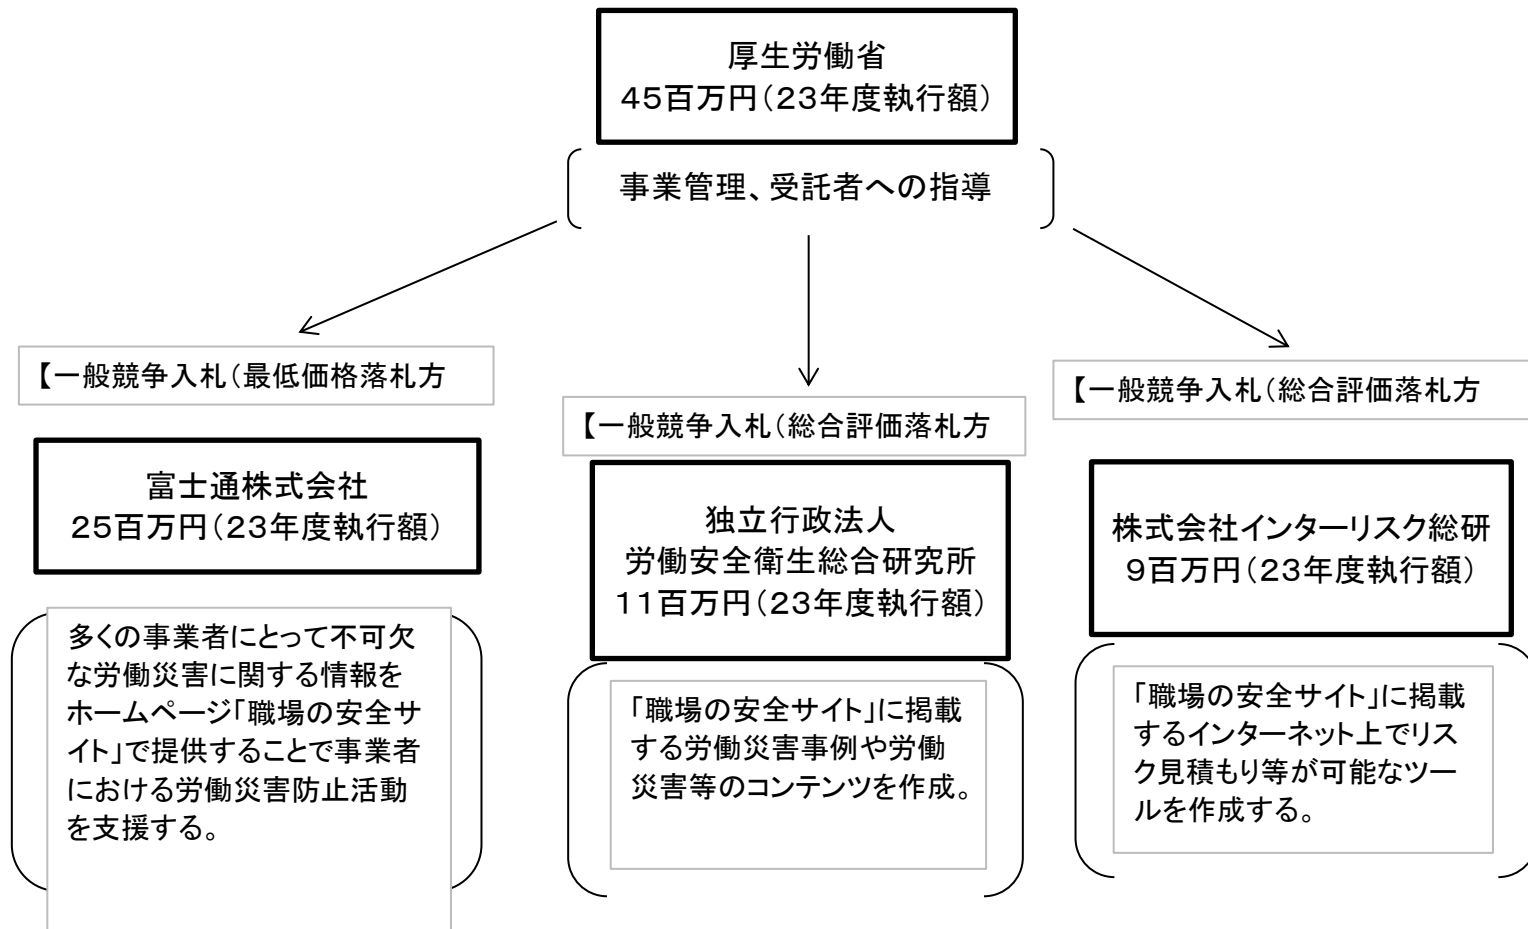 厚生労働省
45百万円(23年度執行額)
事業管理、受託者への指導
【一般競争入札(最低価格落札方
富士通株式会社
25百万円(23年度執行額)
多くの事業者にとって不可欠
な労働災害に関する情報を
ホームページ「職場の安全サ
イト」で提供することで事業者
における労働災害防止活動
を支援する。
【一般競争入札(総合評価落札方
独立行政法人
労働安全衛生総合研究所
11百万円(23年度執行額)
「職場の安全サイト」に掲載
する労働災害事例や労働
災害等のコンテンツを作成。
【一般競争入札(総合評価落札方
株式会社インターリスク総研
9百万円(23年度執行額)
「職場の安全サイト」に掲載
するインターネット上でリス
ク見積もり等が可能なツー
ルを作成する。